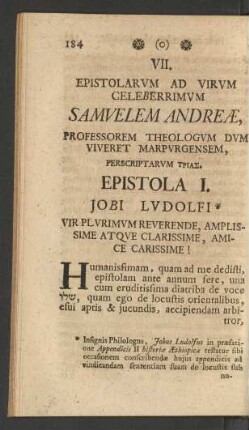 184 ❁ (o) ❁
VII.
EPISTOLARVM AD VIRVM
CELEBERRIMVM
SAMVELEM ANDREÆ,
PROFESSOREM THEOLOGVM DVM
VIVERET MARPVRGENSEM,
PERSCRIPTARVM ΤΡΙΑΣ.
EPISTOLA I.
JOBI LVDOLFI *
VIR PLVRIMVM REVERENDE, AMPLIS-
SIME ATQVE CLARISSIME, AMI-
CE CARISSIME!
Humanissimam, quam ad me dedisti,
epistolam ante annum fere, una
cum eruditissima diatriba de voce
שלו, quam ego de locustis orientalibus,
esui aptis & jucundis, accipiendam arbi-
tror,
* Insignis Philologus, Jobus Ludolfus in præfati-
one Appendicis II historiæ Æthiopicæ testatur sibi
occasionem conscribendæ hujus appendicis ad
vindicandam sententiam suam de locustis sub
no-